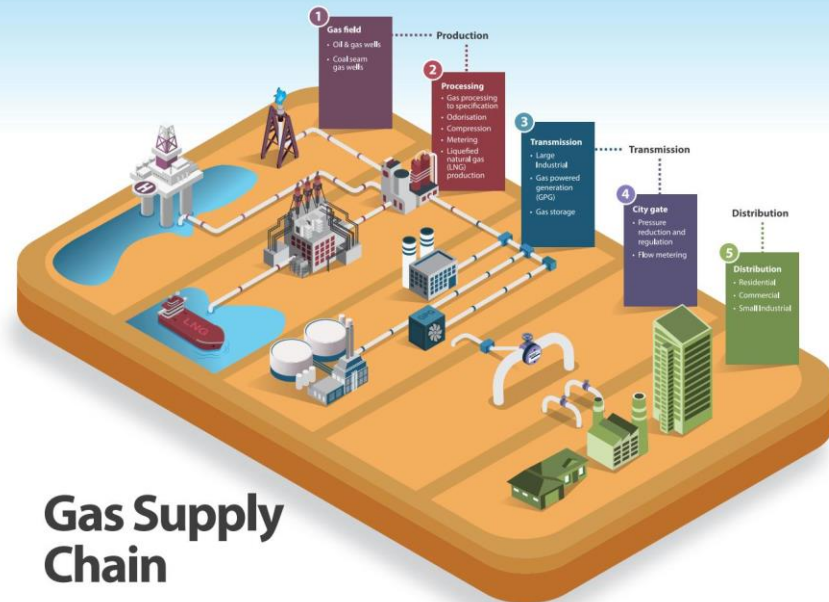 1
Gas field
• Oil & gas wells
• Coal seam
gas wells
Production
2
Processing
• Gas processing
to specification
• Odorisation
• Compression
• Metering
• Liquefied
natural gas
(LNG)
production
3
Transmission
• Large
Industrial
• Gas powered
generation
(GPG)
• Gas storage
Transmission
4
City gate
• Pressure
reduction and
regulation
• Flow metering
Distribution
5
Distribution
• Residential
• Commercial
• Small Industrial
H
LNG
GPG
Gas Supply
Chain